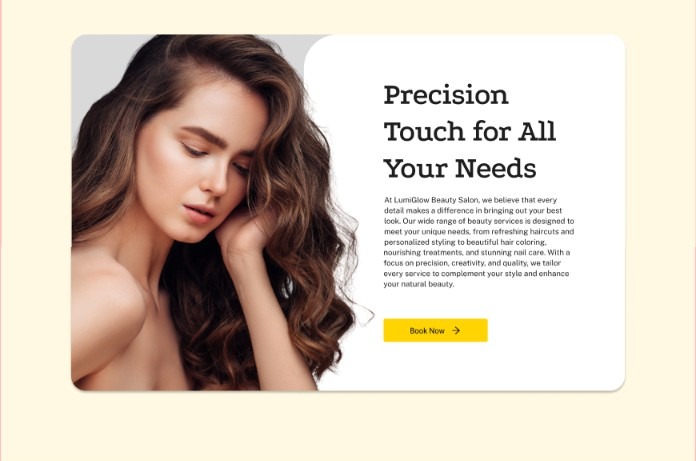 Precision
Touch for All
Your Needs
At LumiGlow Beauty Salon, we believe that every
detail makes a difference in bringing out your best
look. Our wide range of beauty services is designed to
meet your unique needs, from refreshing haircuts and
personalized styling to beautiful hair coloring,
nourishing treatments, and stunning nail care. With a
focus on precision, creativity, and quality, we tailor
every service to complement your style and enhance
your natural beauty.
Book Now →